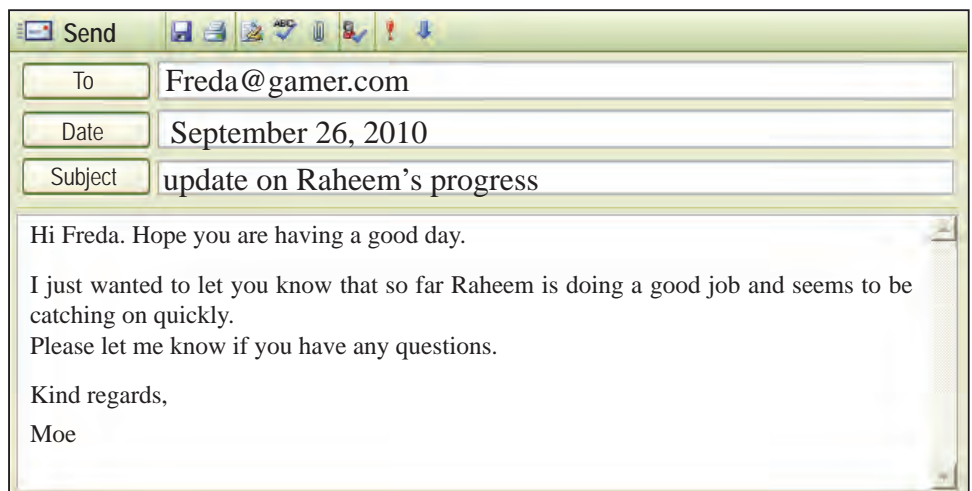 Send
To Freda@gamer.com
Date September 26, 2010
Subject update on Raheem's progress
Hi Freda. Hope you are having a good day.
I just wanted to let you know that so far Raheem is doing a good job and seems to be
catching on quickly.
Please let me know if you have any questions.
Kind regards,
Moe